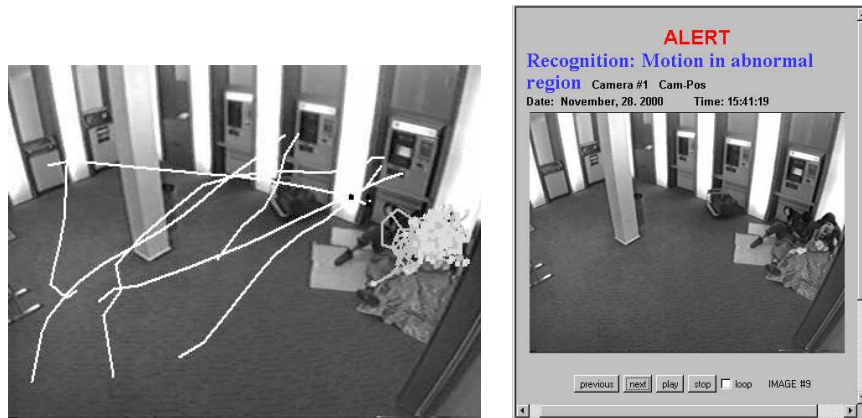 ALERT
Recognition: Motion in abnormal
region Camera #1 Cam-Pos
Date: November, 28. 2000 Time: 15:41:19
previous next play stop loop IMAGE #9